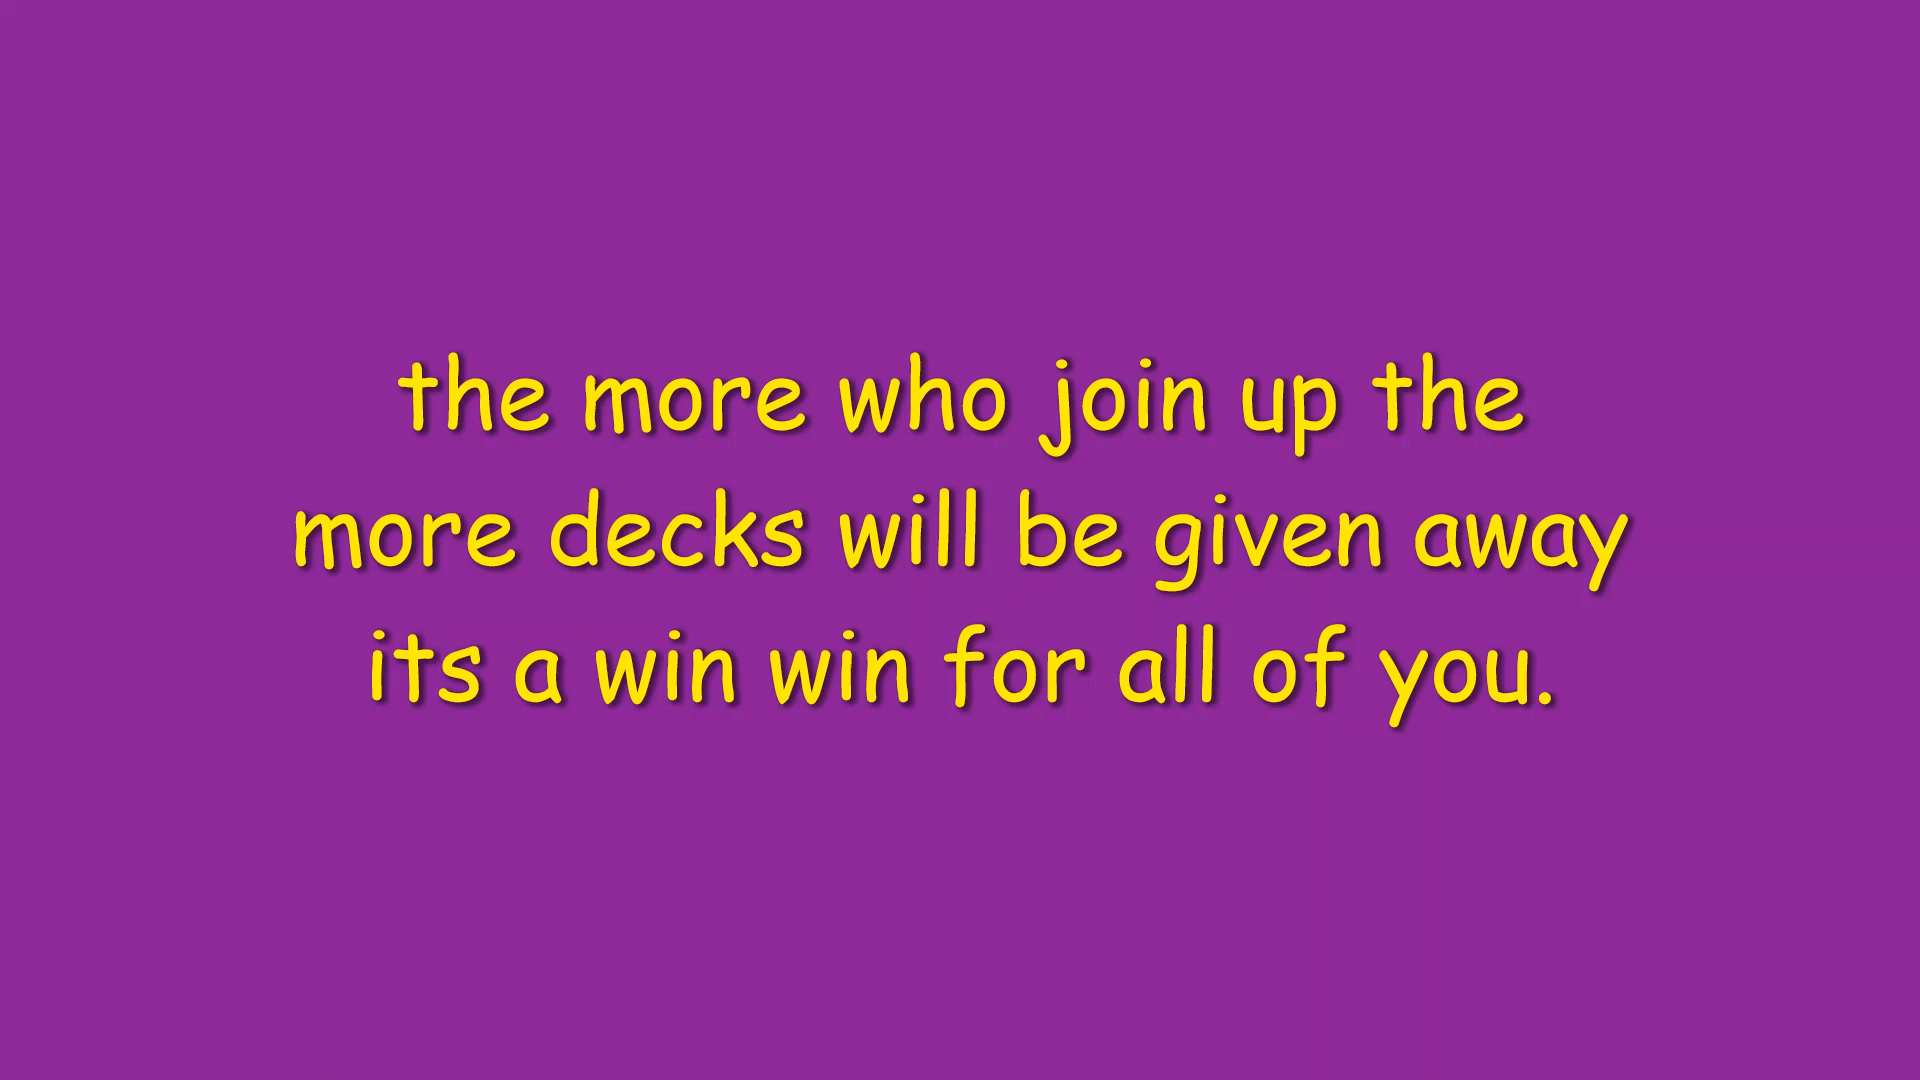 the more who join up the
more decks will be given away
its a win win for all of you.